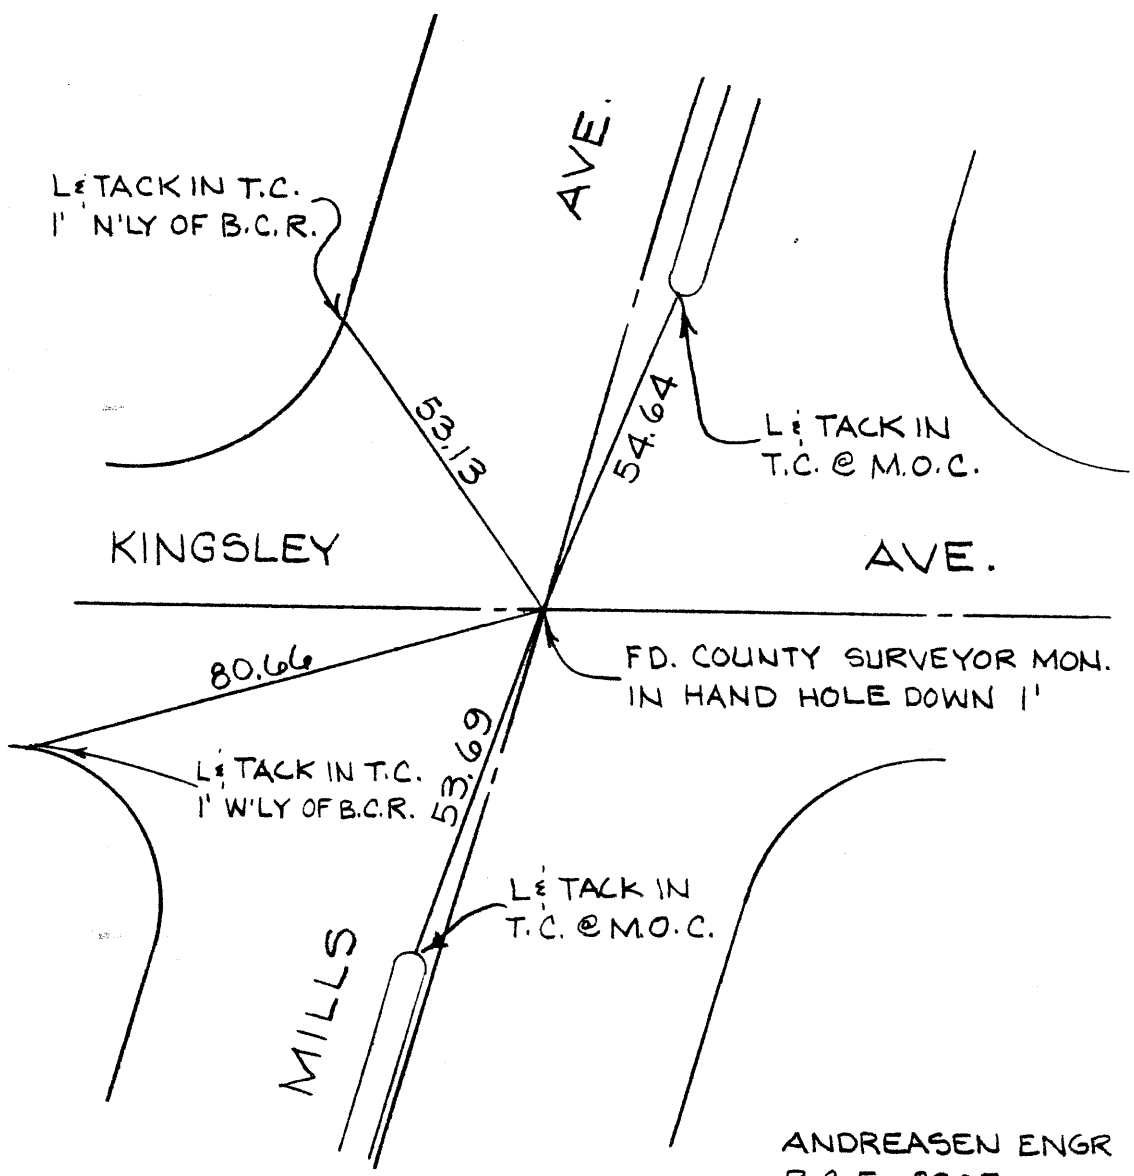 AVE.
L & TACK IN T.C.
1' N'LY OF B.C.R.
53.13
54.64
L & TACK IN
T.C. @ M.O.C.
KINGSLEY
AVE.
80.66
FD. COUNTY SURVEYOR MON.
IN HAND HOLE DOWN 1'
53.69
L & TACK IN T.C.
1' W'LY OF B.C.R.
L & TACK IN
T.C. @ M.O.C.
MILLS
ANDREASEN ENGR